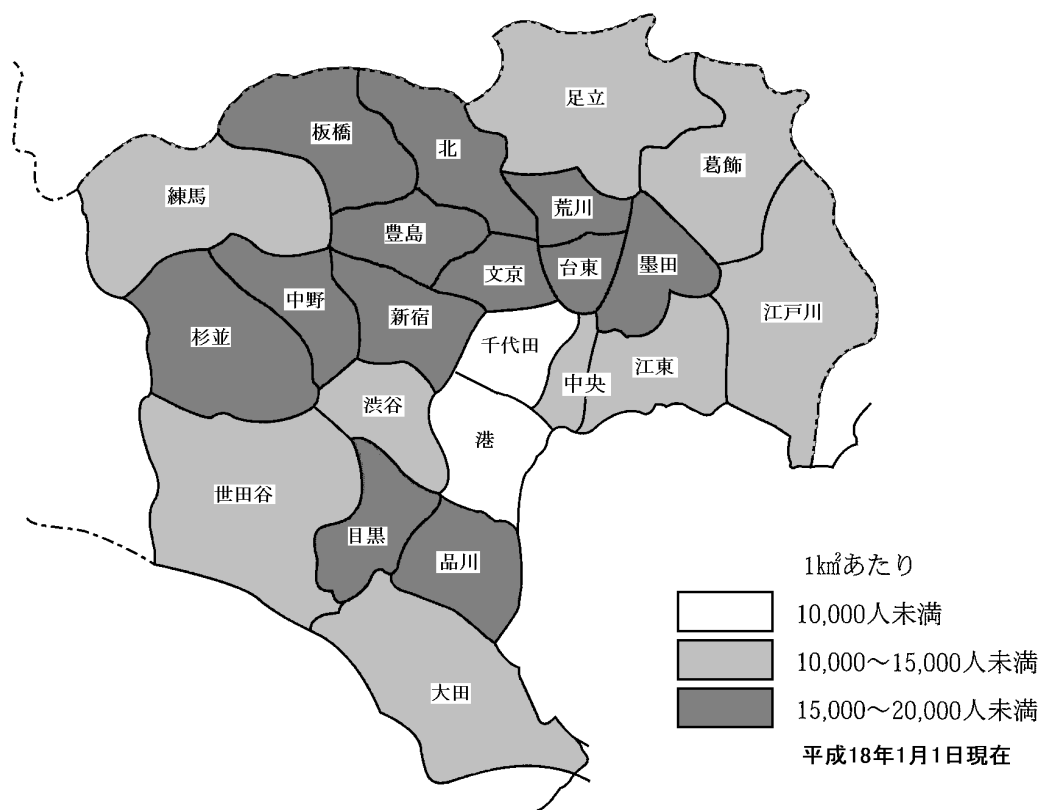 足立
板橋
北
葛飾
練馬
荒川
豊島
台東
墨田
文京
中野
新宿
江戸川
杉並
千代田
江東
中央
渋谷
港
世田谷
目黒
品川
大田
1㎢あたり
10,000人未満
10,000～15,000人未満
15,000～20,000人未満
平成18年1月1日現在